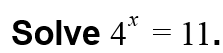 Solve 4^x = 11.